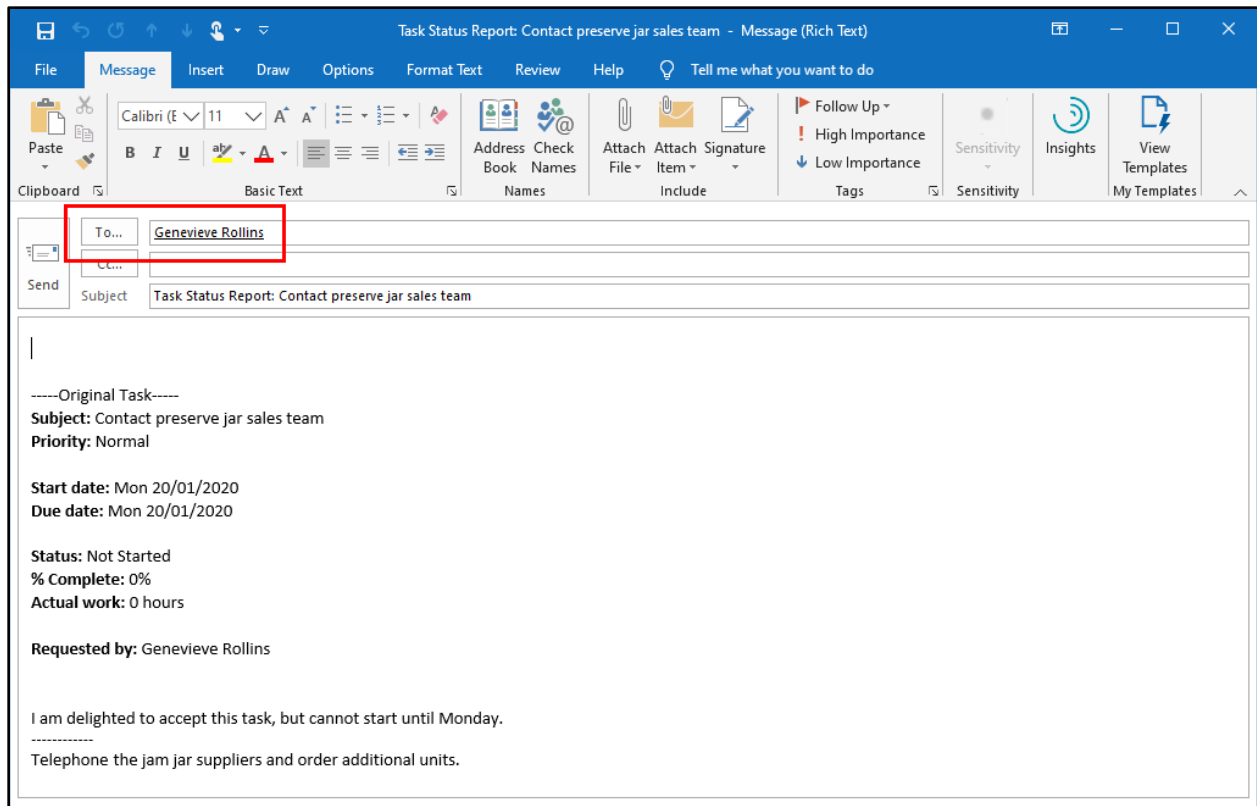 Task Status Report: Contact preserve jar sales team - Message (Rich Text)
File Message Insert Draw Options Format Text Review Help Tell me what you want to do
Calibri (E 11
Follow Up
High Importance
Low Importance
Paste
B I U ab A
Address Book
Check Names
Attach File
Attach Item
Signature
Sensitivity
Insights
View Templates
Clipboard Basic Text Names Include Tags Sensitivity My Templates
To... Genevieve Rollins
Cc...
Send
Subject Task Status Report: Contact preserve jar sales team
-----Original Task-----
Subject: Contact preserve jar sales team
Priority: Normal
Start date: Mon 20/01/2020
Due date: Mon 20/01/2020
Status: Not Started
% Complete: 0%
Actual work: 0 hours
Requested by: Genevieve Rollins
I am delighted to accept this task, but cannot start until Monday.
------------
Telephone the jam jar suppliers and order additional units.